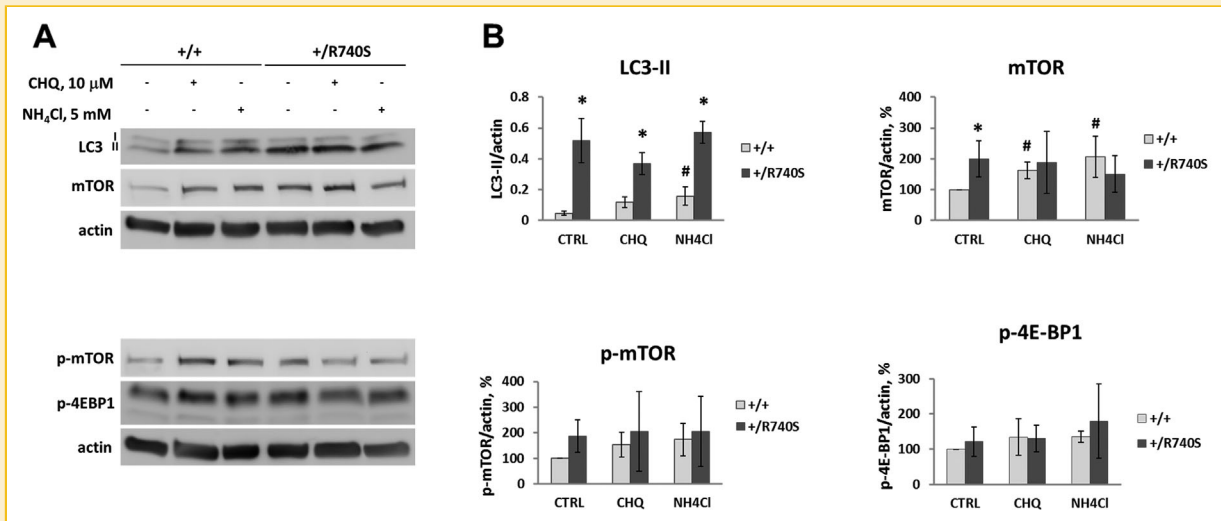 A
+/+ +/R740S
CHQ, 10 μM - + - - + -
NH₄Cl, 5 mM - - + - - +
LC3 I
II
mTOR
actin
p-mTOR
p-4EBP1
actin
B
LC3-II
LC3-II/actin
0.8
0.6
0.4
0.2
0
* * # *
CTRL CHQ NH4Cl
+/+
+/R740S
mTOR
mTOR/actin, %
400
300
200
100
0
* # #
CTRL CHQ NH4Cl
+/+
+/R740S
p-mTOR
p-mTOR/actin, %
400
300
200
100
0
CTRL CHQ NH4Cl
+/+
+/R740S
p-4E-BP1
p-4E-BP1/actin, %
300
200
100
0
CTRL CHQ NH4Cl
+/+
+/R740S